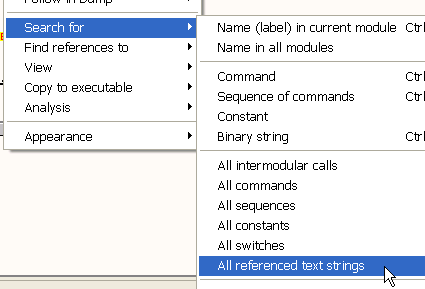 Follow in Dump
Search for
Find references to
View
Copy to executable
Analysis
Appearance
Name (label) in current module Ctrl
Name in all modules
Command Ctrl
Sequence of commands Ctrl
Constant
Binary string Ctrl
All intermodular calls
All commands
All sequences
All constants
All switches
All referenced text strings